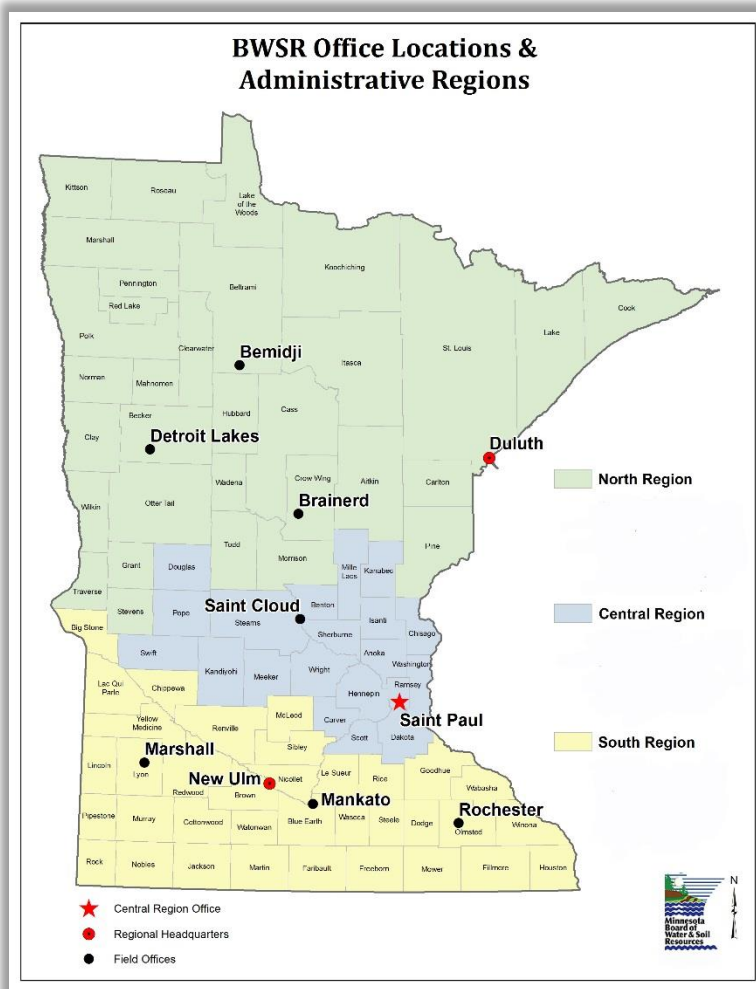 BWSR Office Locations &
Administrative Regions
Kittson
Roseau
Lake
of the
Woods
Marshall
Koochiching
Pennington
Beltrami
Red Lake
Cook
Lake
Polk
St. Louis
Clearwater
Itasca
Bemidji
Norman
Mahnomen
Hubbard
Cass
Becker
Clay
Detroit Lakes
Duluth
Wadena
Crow Wing
Aitkin
Carlton
North Region
Wilkin
Otter Tail
Brainerd
Todd
Morrison
Pine
Grant
Douglas
Mille
Lacs
Kanabec
Traverse
Stevens
Pope
Saint Cloud
Benton
Stearns
Isanti
Central Region
Big Stone
Sherburne
Chisago
Swift
Anoka
Washington
Kandiyohi
Meeker
Wright
Lac Qui
Parle
Chippewa
Hennepin
Ramsey
McLeod
Carver
Saint Paul
Yellow
Medicine
Renville
Scott
Dakota
South Region
Sibley
Marshall
Lincoln
Lyon
New Ulm
Nicollet
Le Sueur
Rice
Goodhue
Wabasha
Redwood
Brown
Mankato
Rochester
Pipestone
Murray
Cottonwood
Watonwan
Blue Earth
Waseca
Steele
Dodge
Olmsted
Winona
Rock
Nobles
Jackson
Martin
Faribault
Freeborn
Mower
Fillmore
Houston
Central Region Office
Regional Headquarters
Field Offices
Minnesota
Board of
Water & Soil
Resources
N